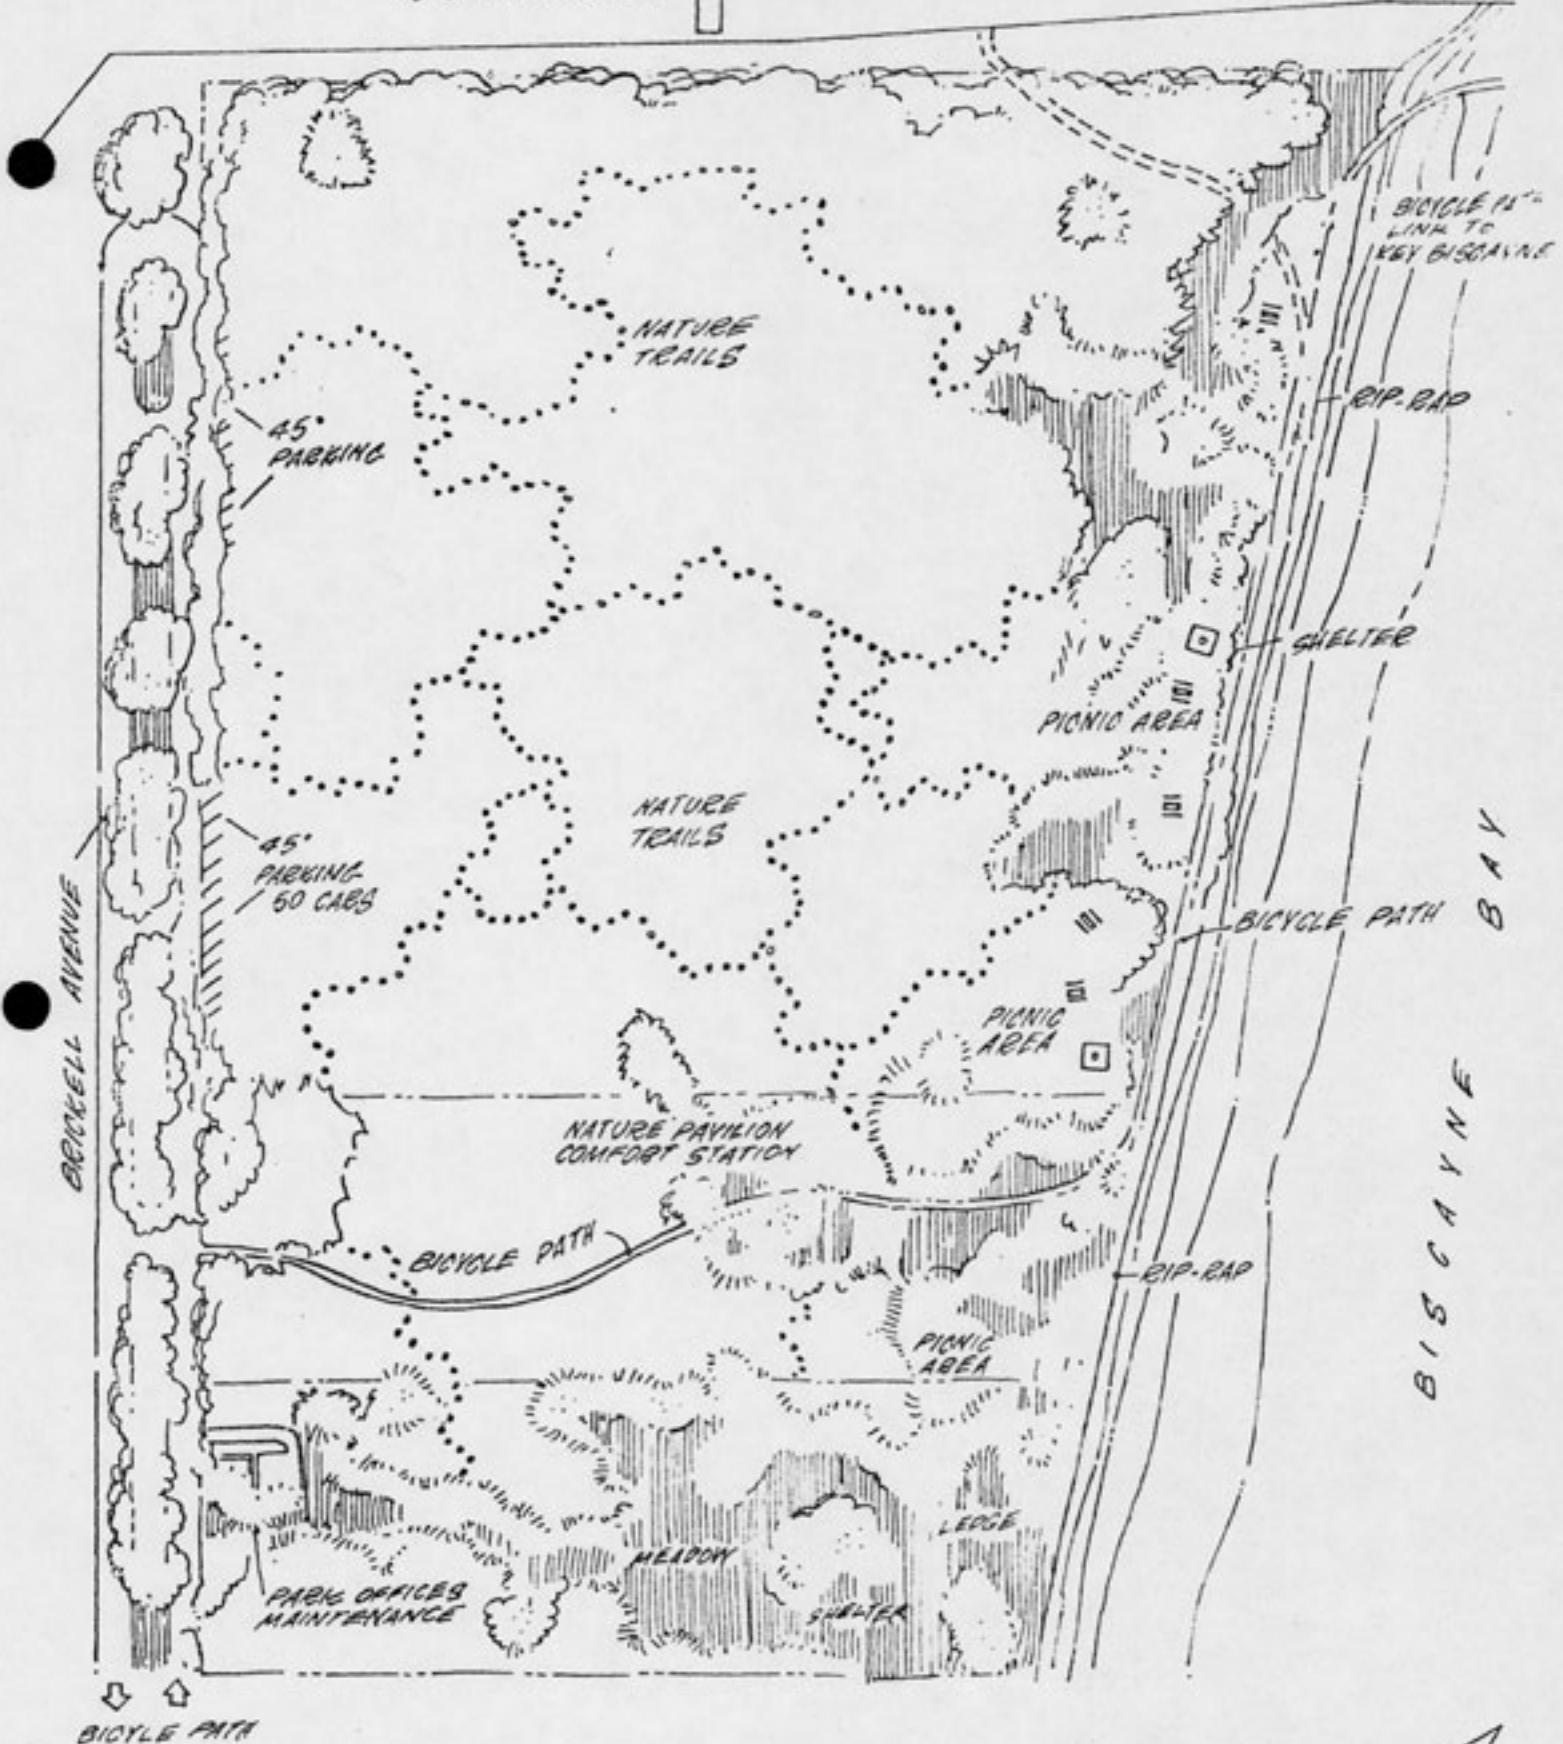 BICYCLE
LINK TO
KEY BISCAYNE
NATURE
TRAILS
RIP-RAP
45°
PARKING
SHELTER
PICNIC AREA
NATURE
TRAILS
45°
PARKING
50 CARS
BRICKELL AVENUE
BISCAYNE BAY
BICYCLE PATH
PICNIC
AREA
NATURE PAVILION
COMFORT STATION
BICYCLE PATH
RIP-RAP
PICNIC
AREA
LEDGE
MEADOW
PARK OFFICES
MAINTENANCE
SHELTER
BICYLE PATH